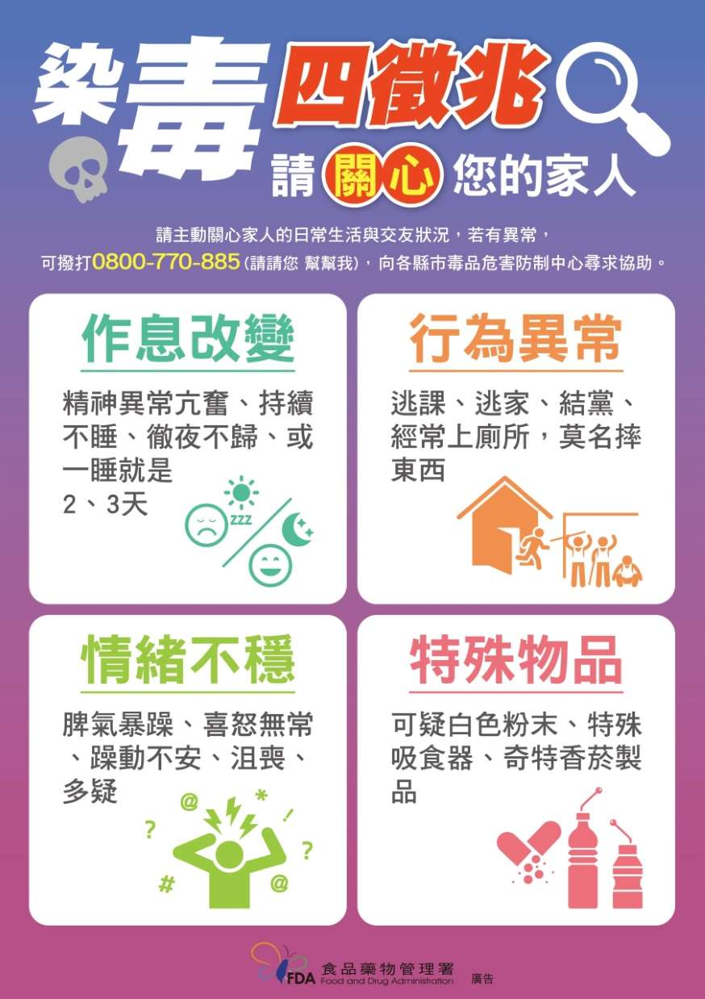 染毒四徵兆
請關心您的家人
請主動關心家人的日常生活與交友狀況，若有異常，
可撥打0800-770-885(請請您 幫幫我)，向各縣市毒品危害防制中心尋求協助。
作息改變
精神異常亢奮、持續
不睡、徹夜不歸、或
一睡就是
2、3天
zzz
行為異常
逃課、逃家、結黨、
經常上廁所，莫名摔
東西
情緒不穩
脾氣暴躁、喜怒無常
、躁動不安、沮喪、
多疑
@ * !
? ?
# @
特殊物品
可疑白色粉末、特殊
吸食器、奇特香菸製
品
FDA 食品藥物管理署
Food and Drug Administration
廣告